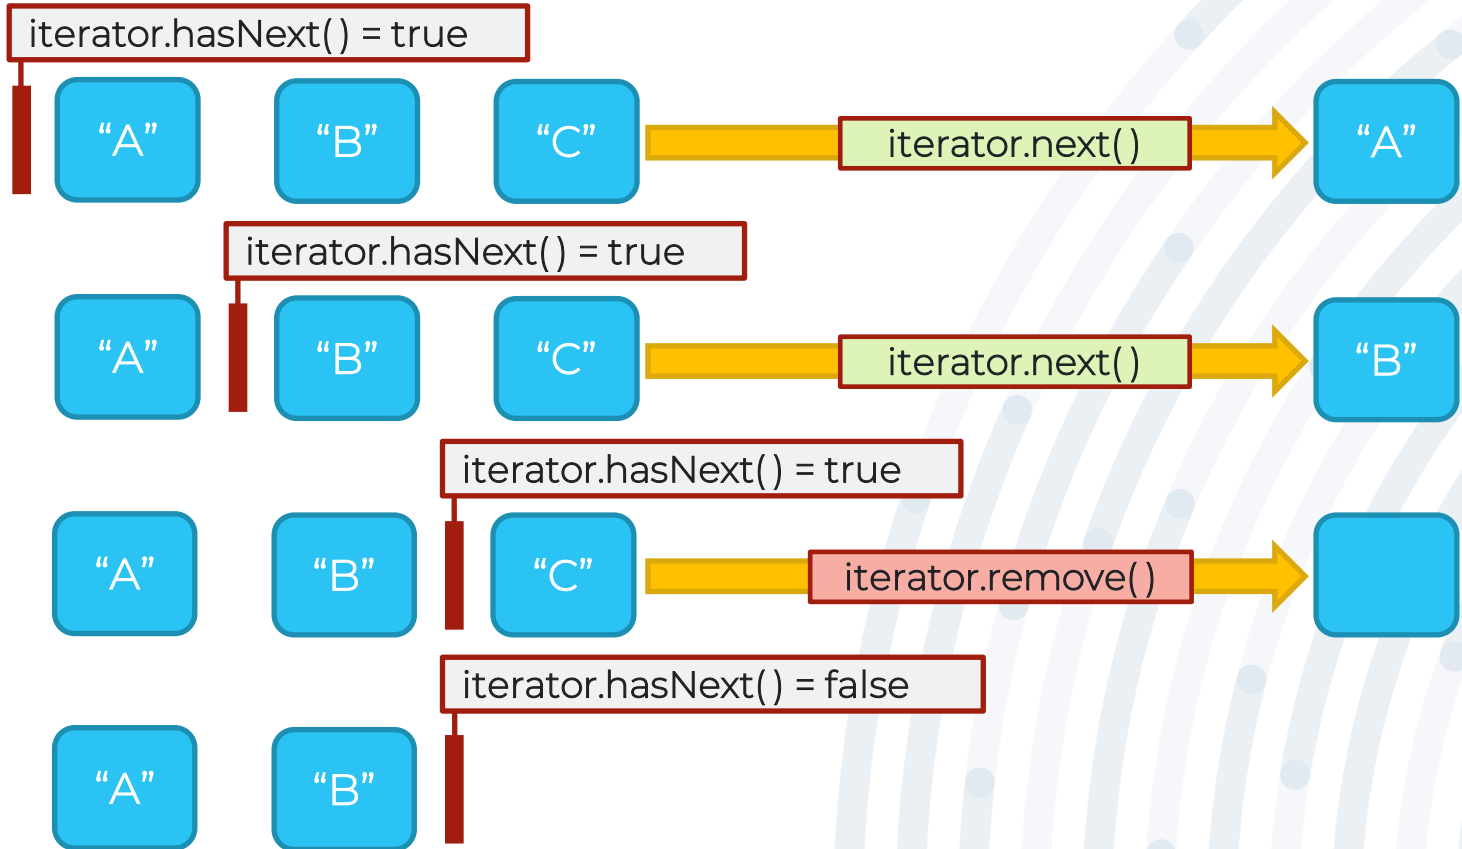 iterator.hasNext() = true
“A” “B” “C” iterator.next() “A”
iterator.hasNext() = true
“A” “B” “C” iterator.next() “B”
iterator.hasNext() = true
“A” “B” “C” iterator.remove()
iterator.hasNext() = false
“A” “B”